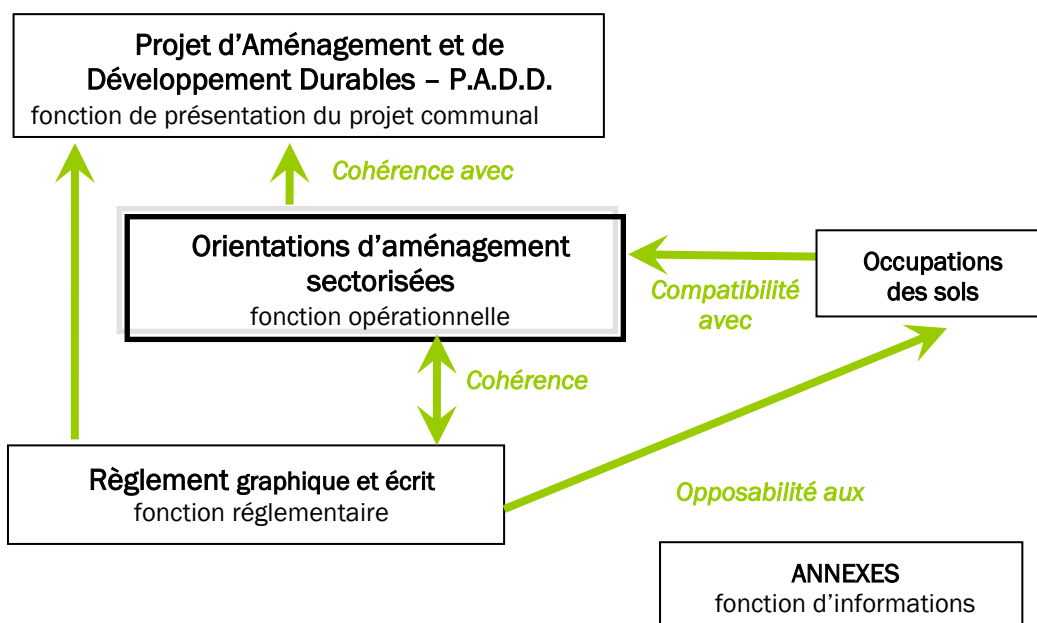 Projet d’Aménagement et de
Développement Durables – P.A.D.D.
fonction de présentation du projet communal
Cohérence avec
Orientations d’aménagement
sectorisées
fonction opérationnelle
Occupations
des sols
Compatibilité
avec
Cohérence
Règlement graphique et écrit
fonction réglementaire
Opposabilité aux
ANNEXES
fonction d’informations